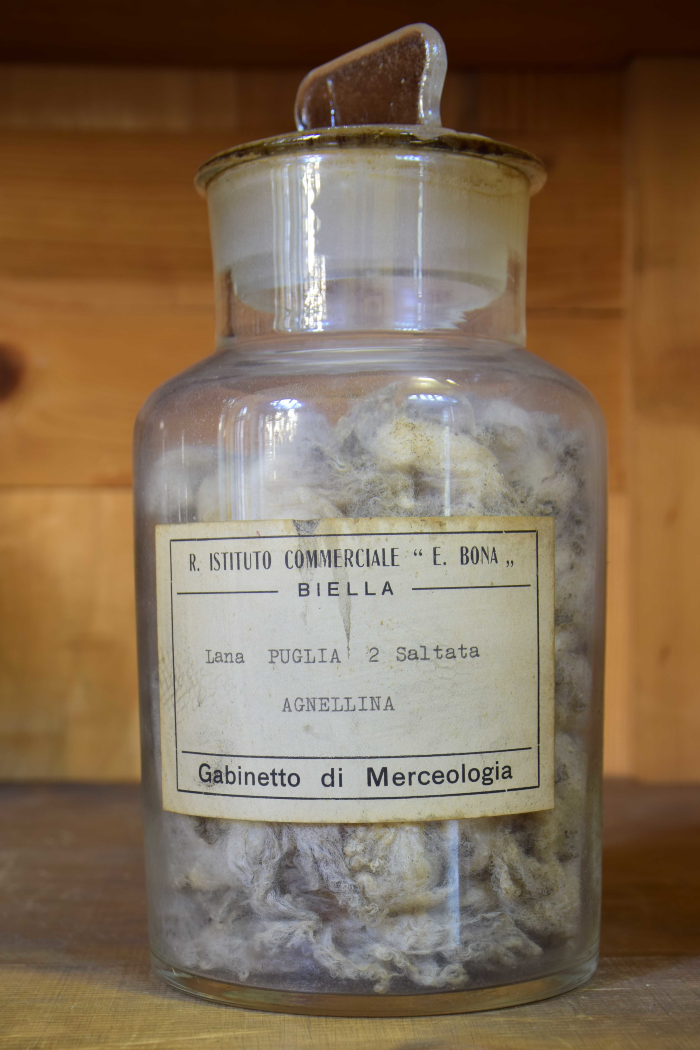 R. ISTITUTO COMMERCIALE “ E. BONA „
BIELLA
Lana PUGLIA 2 Saltata
AGNELLINA
Gabinetto di Merceologia